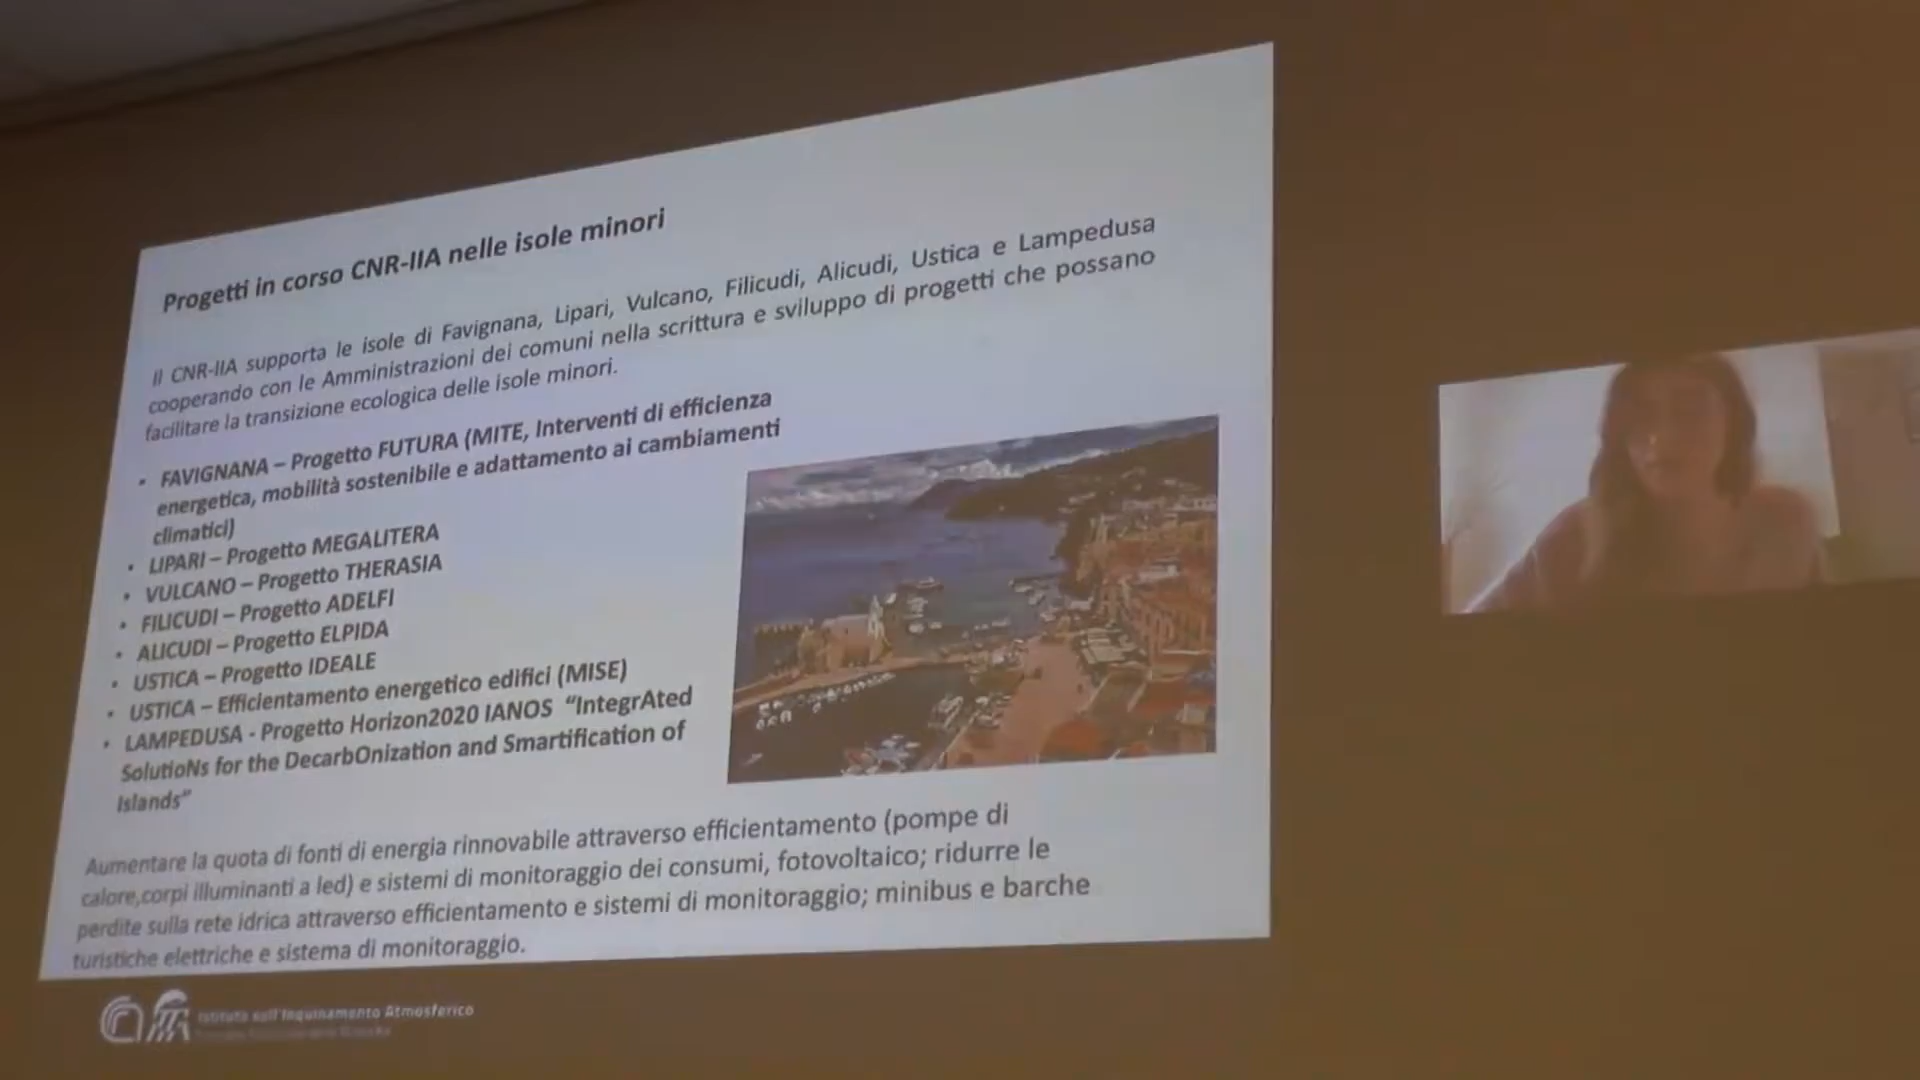 Progetti in corso CNR-IIA nelle isole minori
Il CNR-IIA supporta le isole di Favignana, Lipari, Vulcano, Filicudi, Alicudi, Ustica e Lampedusa
cooperando con le Amministrazioni dei comuni nella scrittura e sviluppo di progetti che possano
facilitare la transizione ecologica delle isole minori.
• FAVIGNANA – Progetto FUTURA (MITE, Interventi di efficienza
energetica, mobilità sostenibile e adattamento ai cambiamenti
climatici)
• LIPARI – Progetto MEGALITERA
• VULCANO – Progetto THERASIA
• FILICUDI – Progetto ADELFI
• ALICUDI – Progetto ELPIDA
• USTICA – Progetto IDEALE
• USTICA – Efficientamento energetico edifici (MISE)
• LAMPEDUSA - Progetto Horizon2020 IANOS "IntegrAted
SolutioNs for the DecarbOnization and Smartification of
Islands"
Aumentare la quota di fonti di energia rinnovabile attraverso efficientamento (pompe di
calore,corpi illuminanti a led) e sistemi di monitoraggio dei consumi, fotovoltaico; ridurre le
perdite sulla rete idrica attraverso efficientamento e sistemi di monitoraggio; minibus e barche
turistiche elettriche e sistema di monitoraggio.
Istituto sull'Inquinamento Atmosferico